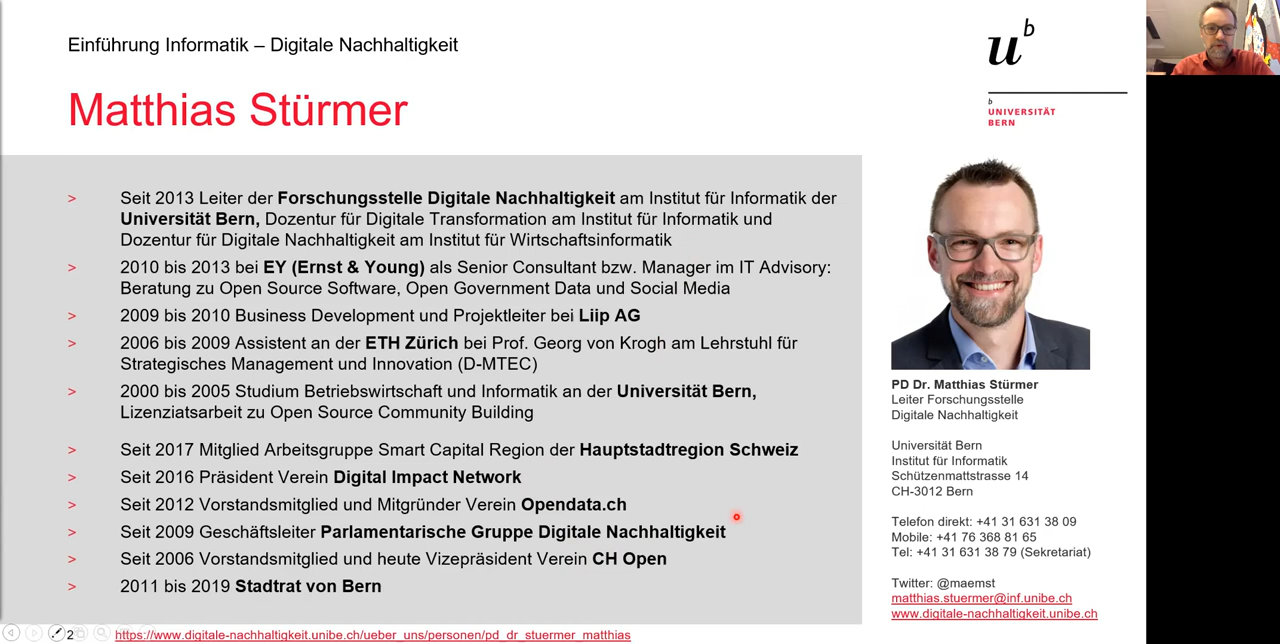 Einführung Informatik – Digitale Nachhaltigkeit
Matthias Stürmer
u b
b
UNIVERSITÄT
BERN
> Seit 2013 Leiter der Forschungsstelle Digitale Nachhaltigkeit am Institut für Informatik der
Universität Bern, Dozentur für Digitale Transformation am Institut für Informatik und
Dozentur für Digitale Nachhaltigkeit am Institut für Wirtschaftsinformatik
> 2010 bis 2013 bei EY (Ernst & Young) als Senior Consultant bzw. Manager im IT Advisory:
Beratung zu Open Source Software, Open Government Data und Social Media
> 2009 bis 2010 Business Development und Projektleiter bei Liip AG
> 2006 bis 2009 Assistent an der ETH Zürich bei Prof. Georg von Krogh am Lehrstuhl für
Strategisches Management und Innovation (D-MTEC)
> 2000 bis 2005 Studium Betriebswirtschaft und Informatik an der Universität Bern,
Lizenziatsarbeit zu Open Source Community Building
> Seit 2017 Mitglied Arbeitsgruppe Smart Capital Region der Hauptstadtregion Schweiz
> Seit 2016 Präsident Verein Digital Impact Network
> Seit 2012 Vorstandsmitglied und Mitgründer Verein Opendata.ch
> Seit 2009 Geschäftsleiter Parlamentarische Gruppe Digitale Nachhaltigkeit
> Seit 2006 Vorstandsmitglied und heute Vizepräsident Verein CH Open
> 2011 bis 2019 Stadtrat von Bern
PD Dr. Matthias Stürmer
Leiter Forschungsstelle
Digitale Nachhaltigkeit
Universität Bern
Institut für Informatik
Schützenmattstrasse 14
CH-3012 Bern
Telefon direkt: +41 31 631 38 09
Mobile: +41 76 368 81 65
Tel: +41 31 631 38 79 (Sekretariat)
Twitter: @maemst
matthias.stuermer@inf.unibe.ch
www.digitale-nachhaltigkeit.unibe.ch
2
https://www.digitale-nachhaltigkeit.unibe.ch/ueber_uns/personen/pd_dr_stuermer_matthias